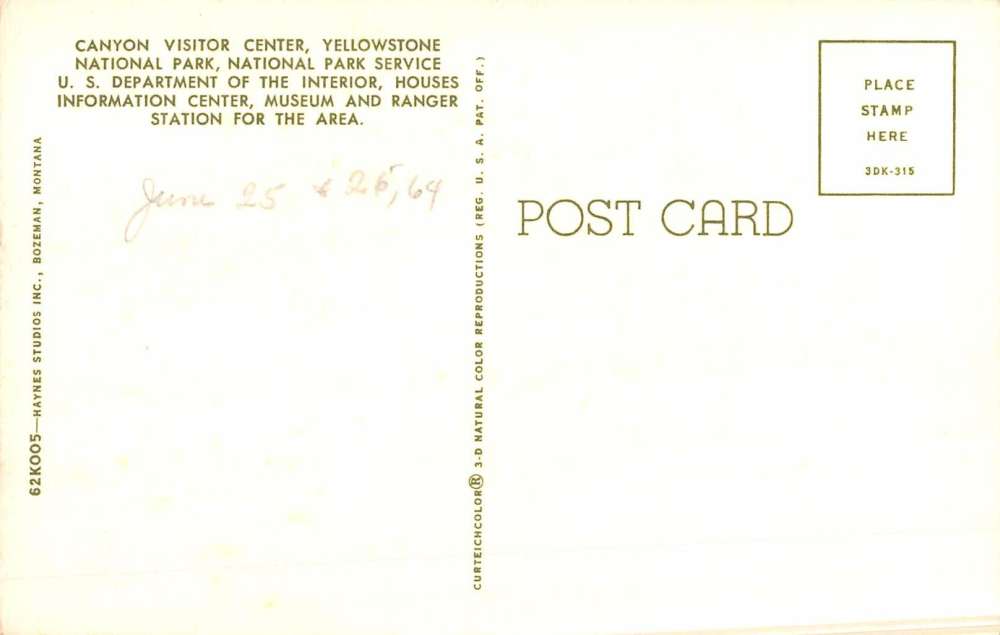 CANYON VISITOR CENTER, YELLOWSTONE
NATIONAL PARK, NATIONAL PARK SERVICE
U. S. DEPARTMENT OF THE INTERIOR, HOUSES
INFORMATION CENTER, MUSEUM AND RANGER
STATION FOR THE AREA.
June 25 & 26, 64
62K005—HAYNES STUDIOS INC., BOZEMAN, MONTANA
CURTEICHCOLOR® 3-D NATURAL COLOR REPRODUCTIONS (REG. U. S. A. PAT. OFF.)
POST CARD
PLACE
STAMP
HERE
3DK-315